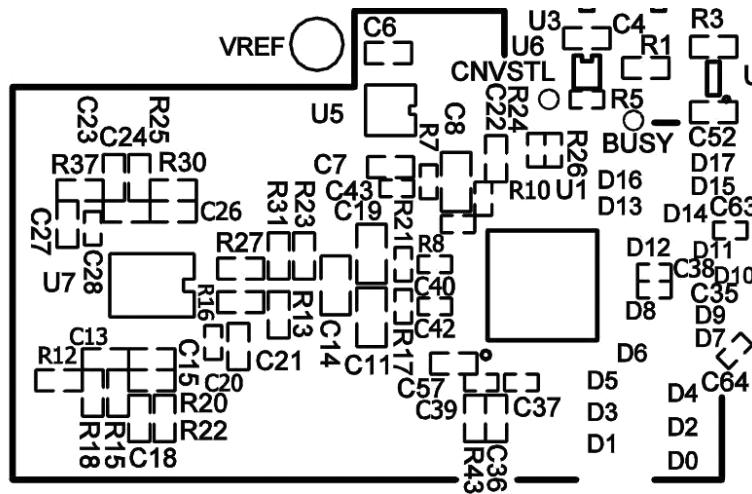 C6
U3
C4
R3
VREF
U6
R1
CNVSTL
U
U5
R5
C23
C24
R25
C8
C22
R24
BUSY
C52
R37
R30
C7
R7
R26
D17
C43
R10
U1
D16
D15
C27
C28
C26
C19
D13
D14
C63
R31
R23
R21
R27
R8
D12
D11
U7
C38
D10
C40
C35
R16
R13
C42
D8
D9
C13
C14
C11
R17
D7
R12
C15
C20
C21
D6
C57
D5
C64
R20
C39
C37
D4
R18
R15
R22
D3
D2
C18
D1
R43
C36
D0